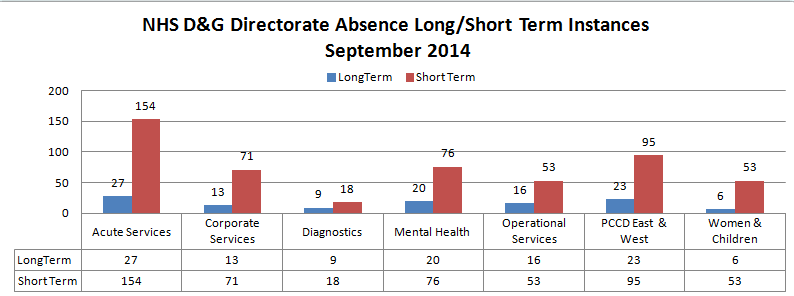 NHS D&G Directorate Absence Long/Short Term Instances
September 2014
LongTerm Short Term
200
150
100
50
0
27 154 13 71 9 18 20 76 16 53 23 95 6 53
Acute Services Corporate Services Diagnostics Mental Health Operational Services PCCD East & West Women & Children
LongTerm 27 13 9 20 16 23 6
Short Term 154 71 18 76 53 95 53